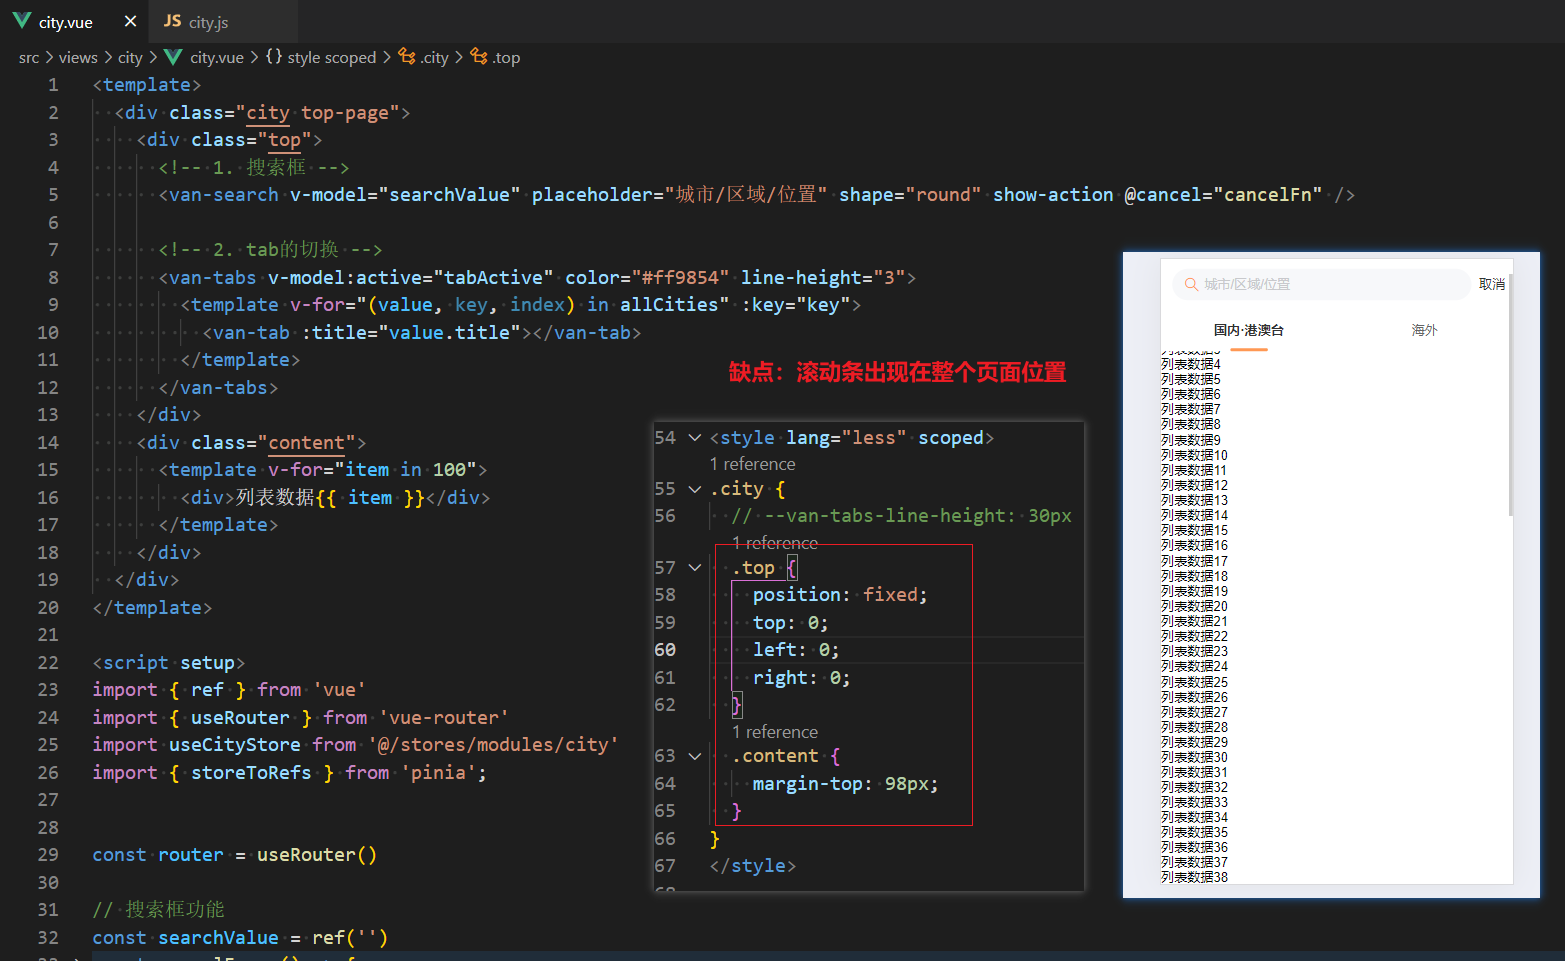 city.vue
JS city.js
src > views > city > city.vue > {} style scoped > .city > .top
1 <template>
2 <div class="city top-page">
3 <div class="top">
4 <!-- 1. 搜索框 -->
5 <van-search v-model="searchValue" placeholder="城市/区域/位置" shape="round" show-action @cancel="cancelFn" />
6
7 <!-- 2. tab的切换 -->
8 <van-tabs v-model:active="tabActive" color="#ff9854" line-height="3">
9 <template v-for="(value, key, index) in allCities" :key="key">
10 <van-tab :title="value.title"></van-tab>
11 </template>
12 </van-tabs>
13 </div>
14 <div class="content">
15 <template v-for="item in 100">
16 <div>列表数据{{ item }}</div>
17 </template>
18 </div>
19 </div>
20 </template>
21
22 <script setup>
23 import { ref } from 'vue'
24 import { useRouter } from 'vue-router'
25 import useCityStore from '@/stores/modules/city'
26 import { storeToRefs } from 'pinia';
27
28
29 const router = useRouter()
30
31 // 搜索框功能
32 const searchValue = ref('')
缺点：滚动条出现在整个页面位置
54 <style lang="less" scoped>
1 reference
55 .city {
56 // --van-tabs-line-height: 30px
1 reference
57 .top {
58 position: fixed;
59 top: 0;
60 left: 0;
61 right: 0;
62 }
1 reference
63 .content {
64 margin-top: 98px;
65 }
66 }
67 </style>
城市/区域/位置 取消
国内·港澳台 海外
列表数据4
列表数据5
列表数据6
列表数据7
列表数据8
列表数据9
列表数据10
列表数据11
列表数据12
列表数据13
列表数据14
列表数据15
列表数据16
列表数据17
列表数据18
列表数据19
列表数据20
列表数据21
列表数据22
列表数据23
列表数据24
列表数据25
列表数据26
列表数据27
列表数据28
列表数据29
列表数据30
列表数据31
列表数据32
列表数据33
列表数据34
列表数据35
列表数据36
列表数据37
列表数据38